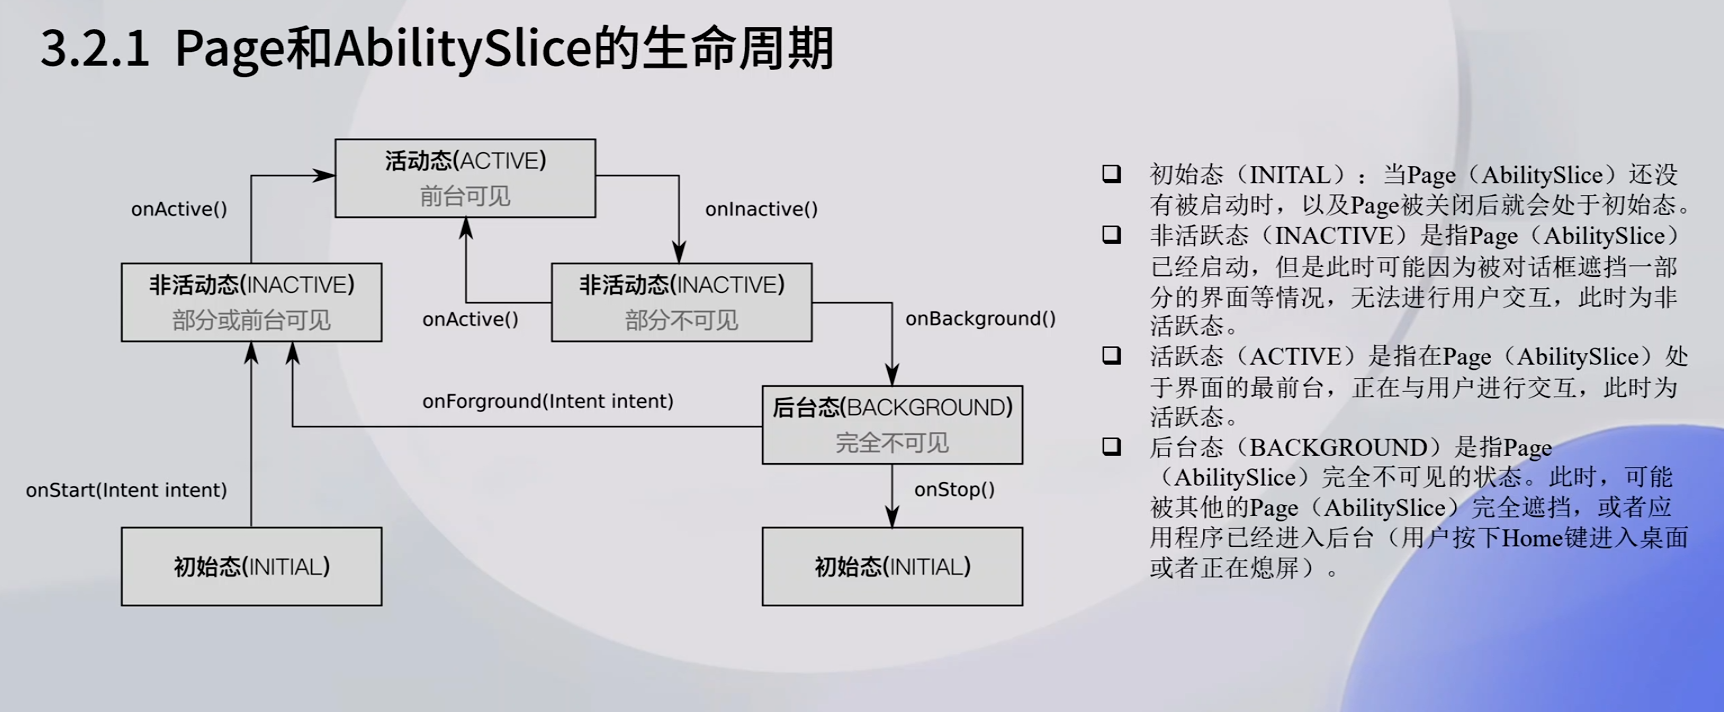 3.2.1 Page和AbilitySlice的生命周期
活动态(ACTIVE)
前台可见
onActive()
onInactive()
非活动态(INACTIVE)
部分或前台可见
非活动态(INACTIVE)
部分不可见
onActive()
onBackground()
后台态(BACKGROUND)
完全不可见
onForground(Intent intent)
onStart(Intent intent)
onStop()
初始态(INITIAL)
初始态(INITIAL)
❑ 初始态（INITAL）：当Page（AbilitySlice）还没
有被启动时，以及Page被关闭后就会处于初始态。
❑ 非活跃态（INACTIVE）是指Page（AbilitySlice）
已经启动，但是此时可能因为被对话框遮挡一部
分的界面等情况，无法进行用户交互，此时为非
活跃态。
❑ 活跃态（ACTIVE）是指在Page（AbilitySlice）处
于界面的最前台，正在与用户进行交互，此时为
活跃态。
❑ 后台态（BACKGROUND）是指Page
（AbilitySlice）完全不可见的状态。此时，可能
被其他的Page（AbilitySlice）完全遮挡，或者应
用程序已经进入后台（用户按下Home键进入桌面
或者正在熄屏）。